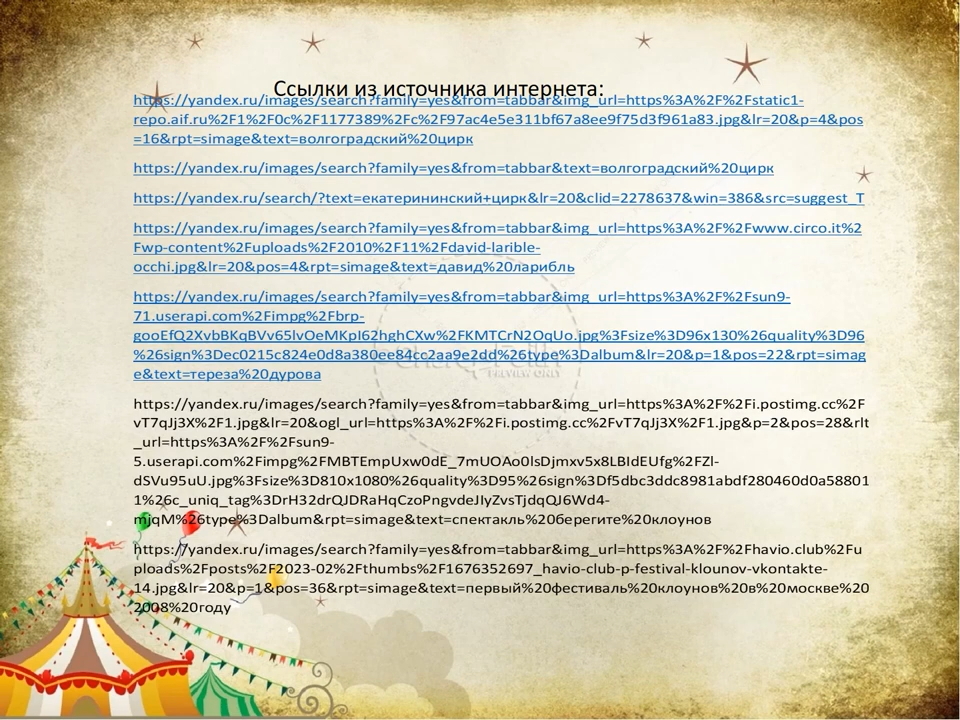 Ссылки из источника интернета:
https://yandex.ru/images/search?family=yes&from=tabbar&img_url=https%3A%2F%2Fstatic1-
repo.aif.ru%2F1%2F0c%2F1177389%2Fc%2F97ac4e5e311bf67a8ee9f75d3f961a83.jpg&lr=20&p=4&pos
=16&rpt=simage&text=волгоградский%20цирк
https://yandex.ru/images/search?family=yes&from=tabbar&text=волгоградский%20цирк
https://yandex.ru/search/?text=екатерининский+цирк&lr=20&clid=2278637&win=386&src=suggest_T
https://yandex.ru/images/search?family=yes&from=tabbar&img_url=https%3A%2F%2Fwww.circo.it%2
Fwp-content%2Fuploads%2F2010%2F11%2Fdavid-larible-
occhi.jpg&lr=20&pos=4&rpt=simage&text=давид%20ларибль
https://yandex.ru/images/search?family=yes&from=tabbar&img_url=https%3A%2F%2Fsun9-
71.userapi.com%2Fimpg%2Fbrp-
gooEfQ2XvbBKqBVv65lvOeMKpI62hghCXw%2FKMTCrN2OqUo.jpg%3Fsize%3D96x130%26quality%3D96
%26sign%3Dec0215c824e0d8a380ee84cc2aa9e2dd%26type%3Dalbum&lr=20&p=1&pos=22&rpt=simag
e&text=тереза%20дурова
https://yandex.ru/images/search?family=yes&from=tabbar&img_url=https%3A%2F%2Fi.postimg.cc%2F
vT7qJj3X%2F1.jpg&lr=20&ogl_url=https%3A%2F%2Fi.postimg.cc%2FvT7qJj3X%2F1.jpg&p=2&pos=28&rlt
_url=https%3A%2F%2Fsun9-
5.userapi.com%2Fimpg%2FMBTEmpUxw0dE_7mUOAo0lsDjmxv5x8LBIdEUfg%2FZl-
dSVu95uU.jpg%3Fsize%3D810x1080%26quality%3D95%26sign%3Df5dbc3ddc8981abdf280460d0a58801
1%26c_uniq_tag%3DrH32drQJDRaHqCzoPngvdeJIyZvsTjdqQJ6Wd4-
mjqM%26type%3Dalbum&rpt=simage&text=спектакль%20берегите%20клоунов
https://yandex.ru/images/search?family=yes&from=tabbar&img_url=https%3A%2F%2Fhavio.club%2Fu
ploads%2Fposts%2F2023-02%2Fthumbs%2F1676352697_havio-club-p-festival-klounov-vkontakte-
14.jpg&lr=20&p=1&pos=36&rpt=simage&text=первый%20фестиваль%20клоунов%20в%20москве%20
2008%20году